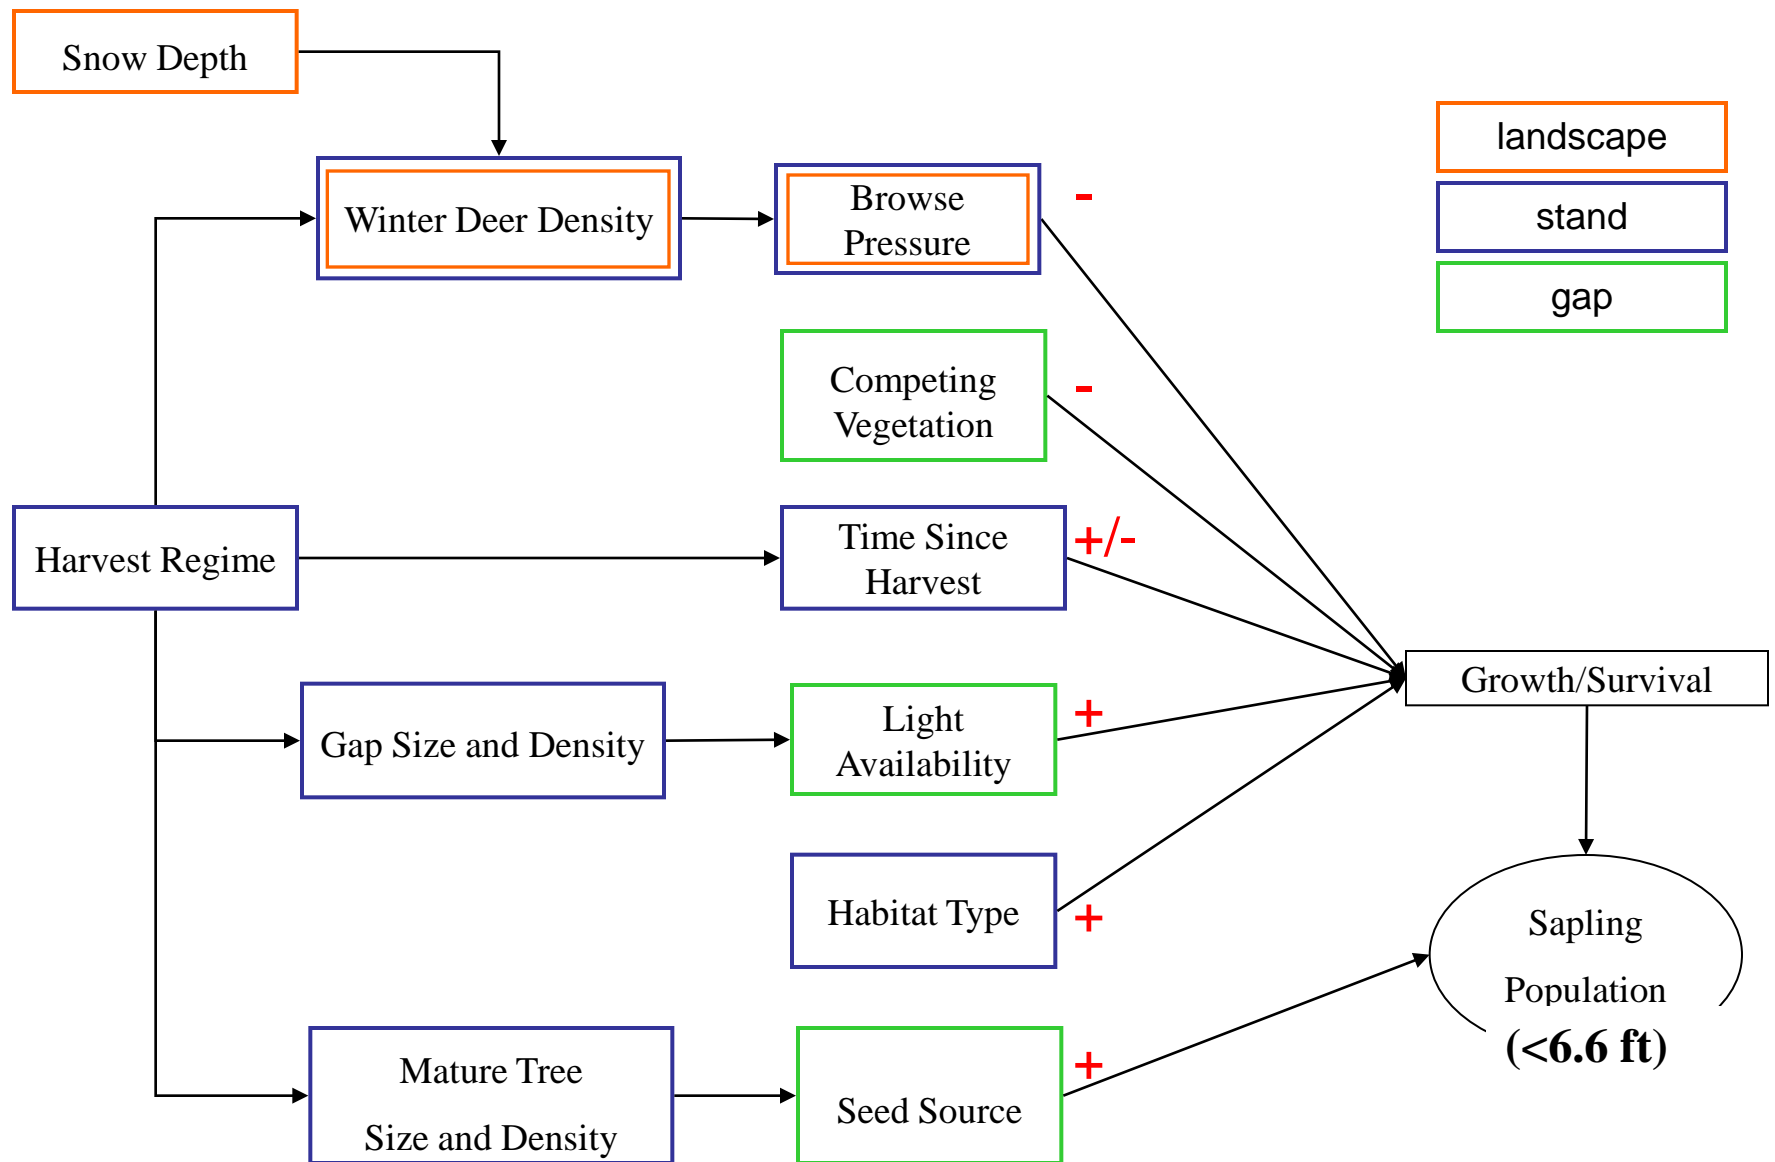 Snow Depth
landscape
stand
gap
Winter Deer Density
Browse
Pressure
-
Competing
Vegetation
-
Harvest Regime
Time Since
Harvest
+/-
Growth/Survival
Gap Size and Density
Light
Availability
+
Habitat Type
+
Sapling
Population
(<6.6 ft)
Mature Tree
Size and Density
Seed Source
+